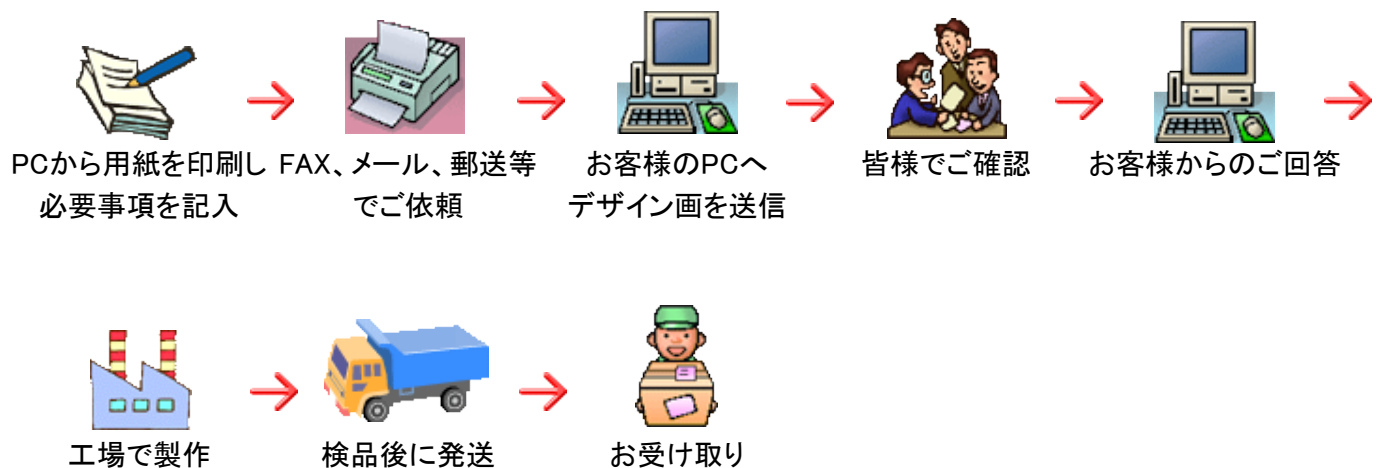 PCから用紙を印刷し
必要事項を記入
FAX、メール、郵送等
でご依頼
お客様のPCへ
デザイン画を送信
皆様でご確認
お客様からのご回答
工場で製作
検品後に発送
お受け取り